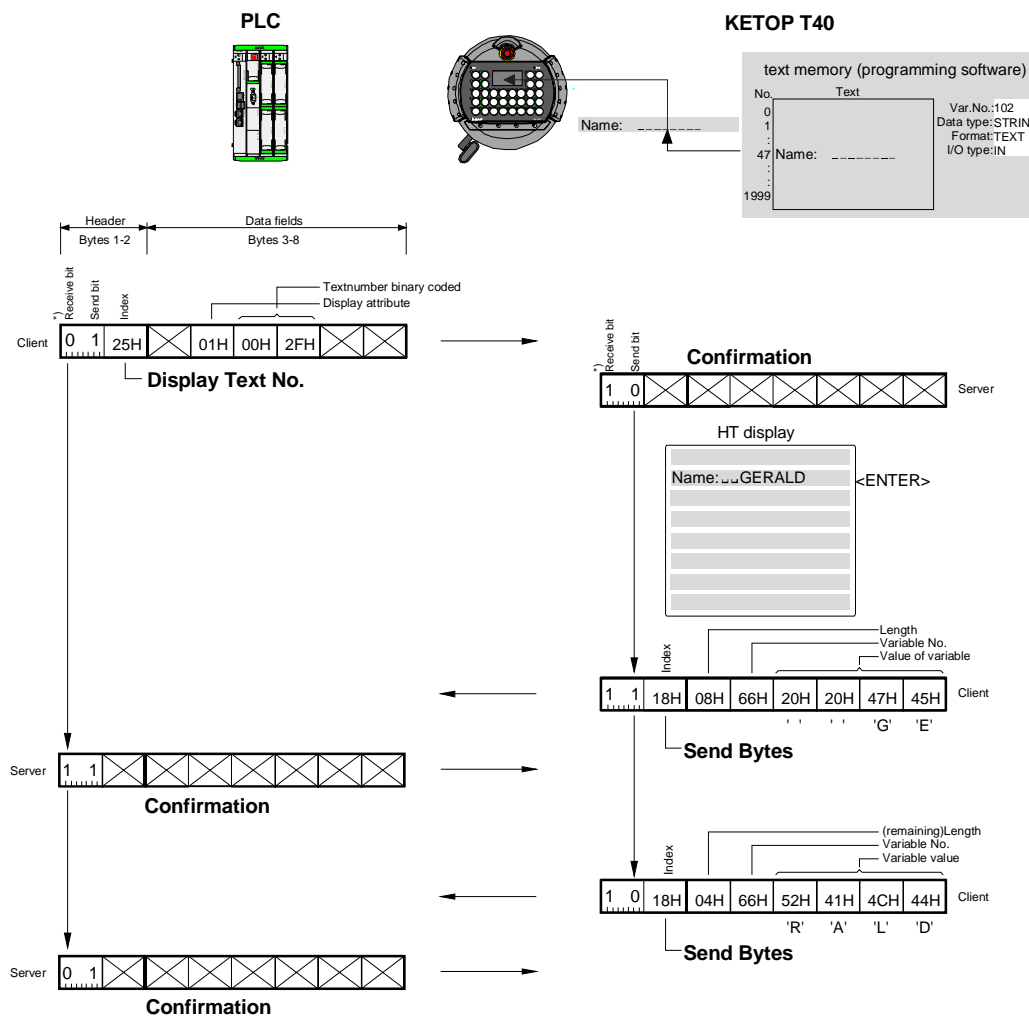 PLC
KETOP T40
text memory (programming software)
No. Text
0
1
:
47 Name: _ _ _ _ _ _ _
:
:
1999
Var.No.:102
Data type:STRIN
Format:TEXT
I/O type:IN
Name: _ _ _ _ _ _ _
Header Data fields
Bytes 1-2 Bytes 3-8
*) Receive bit
Send bit
Index
Textnumber binary coded
Display attribute
Client 0 1 25H 01H 00H 2FH
Display Text No.
*) Receive bit
Send bit
Confirmation
1 0 Server
HT display
Name:␣␣GERALD <ENTER>
Length
Variable No.
Value of variable
Index
1 1 18H 08H 66H 20H 20H 47H 45H Client
' ' ' ' 'G' 'E'
Send Bytes
Server 1 1
Confirmation
(remaining)Length
Variable No.
Variable value
Index
1 0 18H 04H 66H 52H 41H 4CH 44H Client
'R' 'A' 'L' 'D'
Send Bytes
Server 0 1
Confirmation